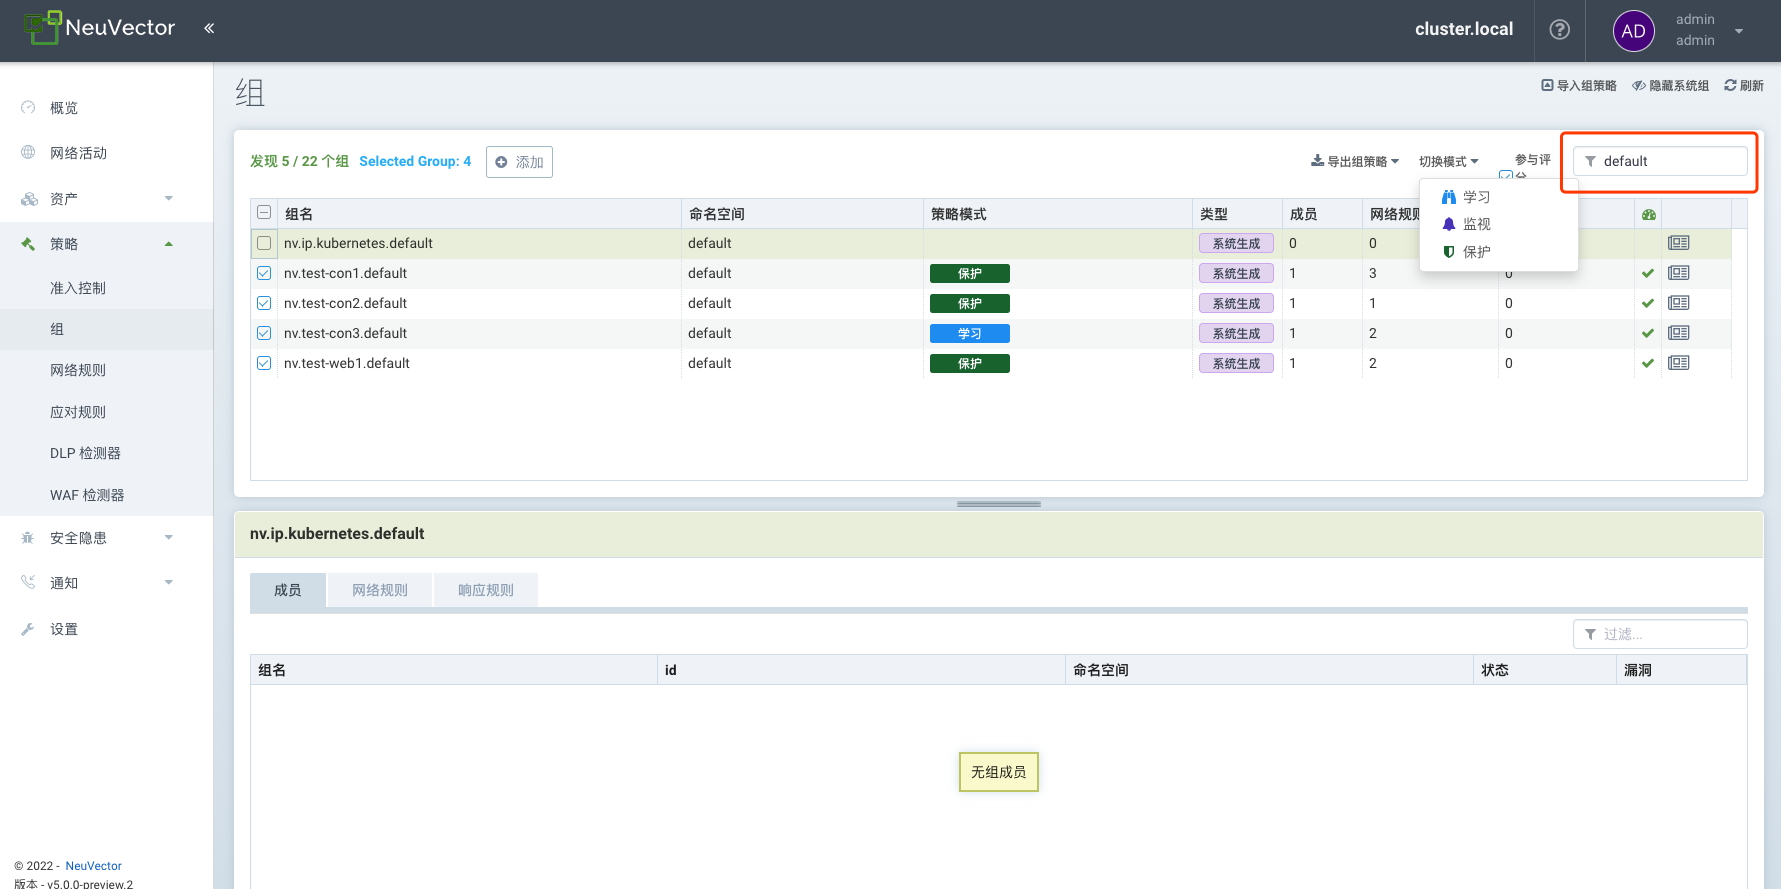 NeuVector «
cluster.local
?
AD
admin
admin
概览
网络活动
资产
策略
准入控制
组
网络规则
应对规则
DLP 检测器
WAF 检测器
安全隐患
通知
设置
© 2022 - NeuVector
版本 - v5.0.0-preview.2
组
导入组策略 隐藏系统组 刷新
发现 5 / 22 个组 Selected Group: 4 添加
导出组策略 切换模式 参与评分 default
学习
监视
保护
组名 命名空间 策略模式 类型 成员 网络规则
nv.ip.kubernetes.default default 系统生成 0 0
nv.test-con1.default default 保护 系统生成 1 3 0
nv.test-con2.default default 保护 系统生成 1 1 0
nv.test-con3.default default 学习 系统生成 1 2 0
nv.test-web1.default default 保护 系统生成 1 2 0
nv.ip.kubernetes.default
成员 网络规则 响应规则
过滤...
组名 id 命名空间 状态 漏洞
无组成员